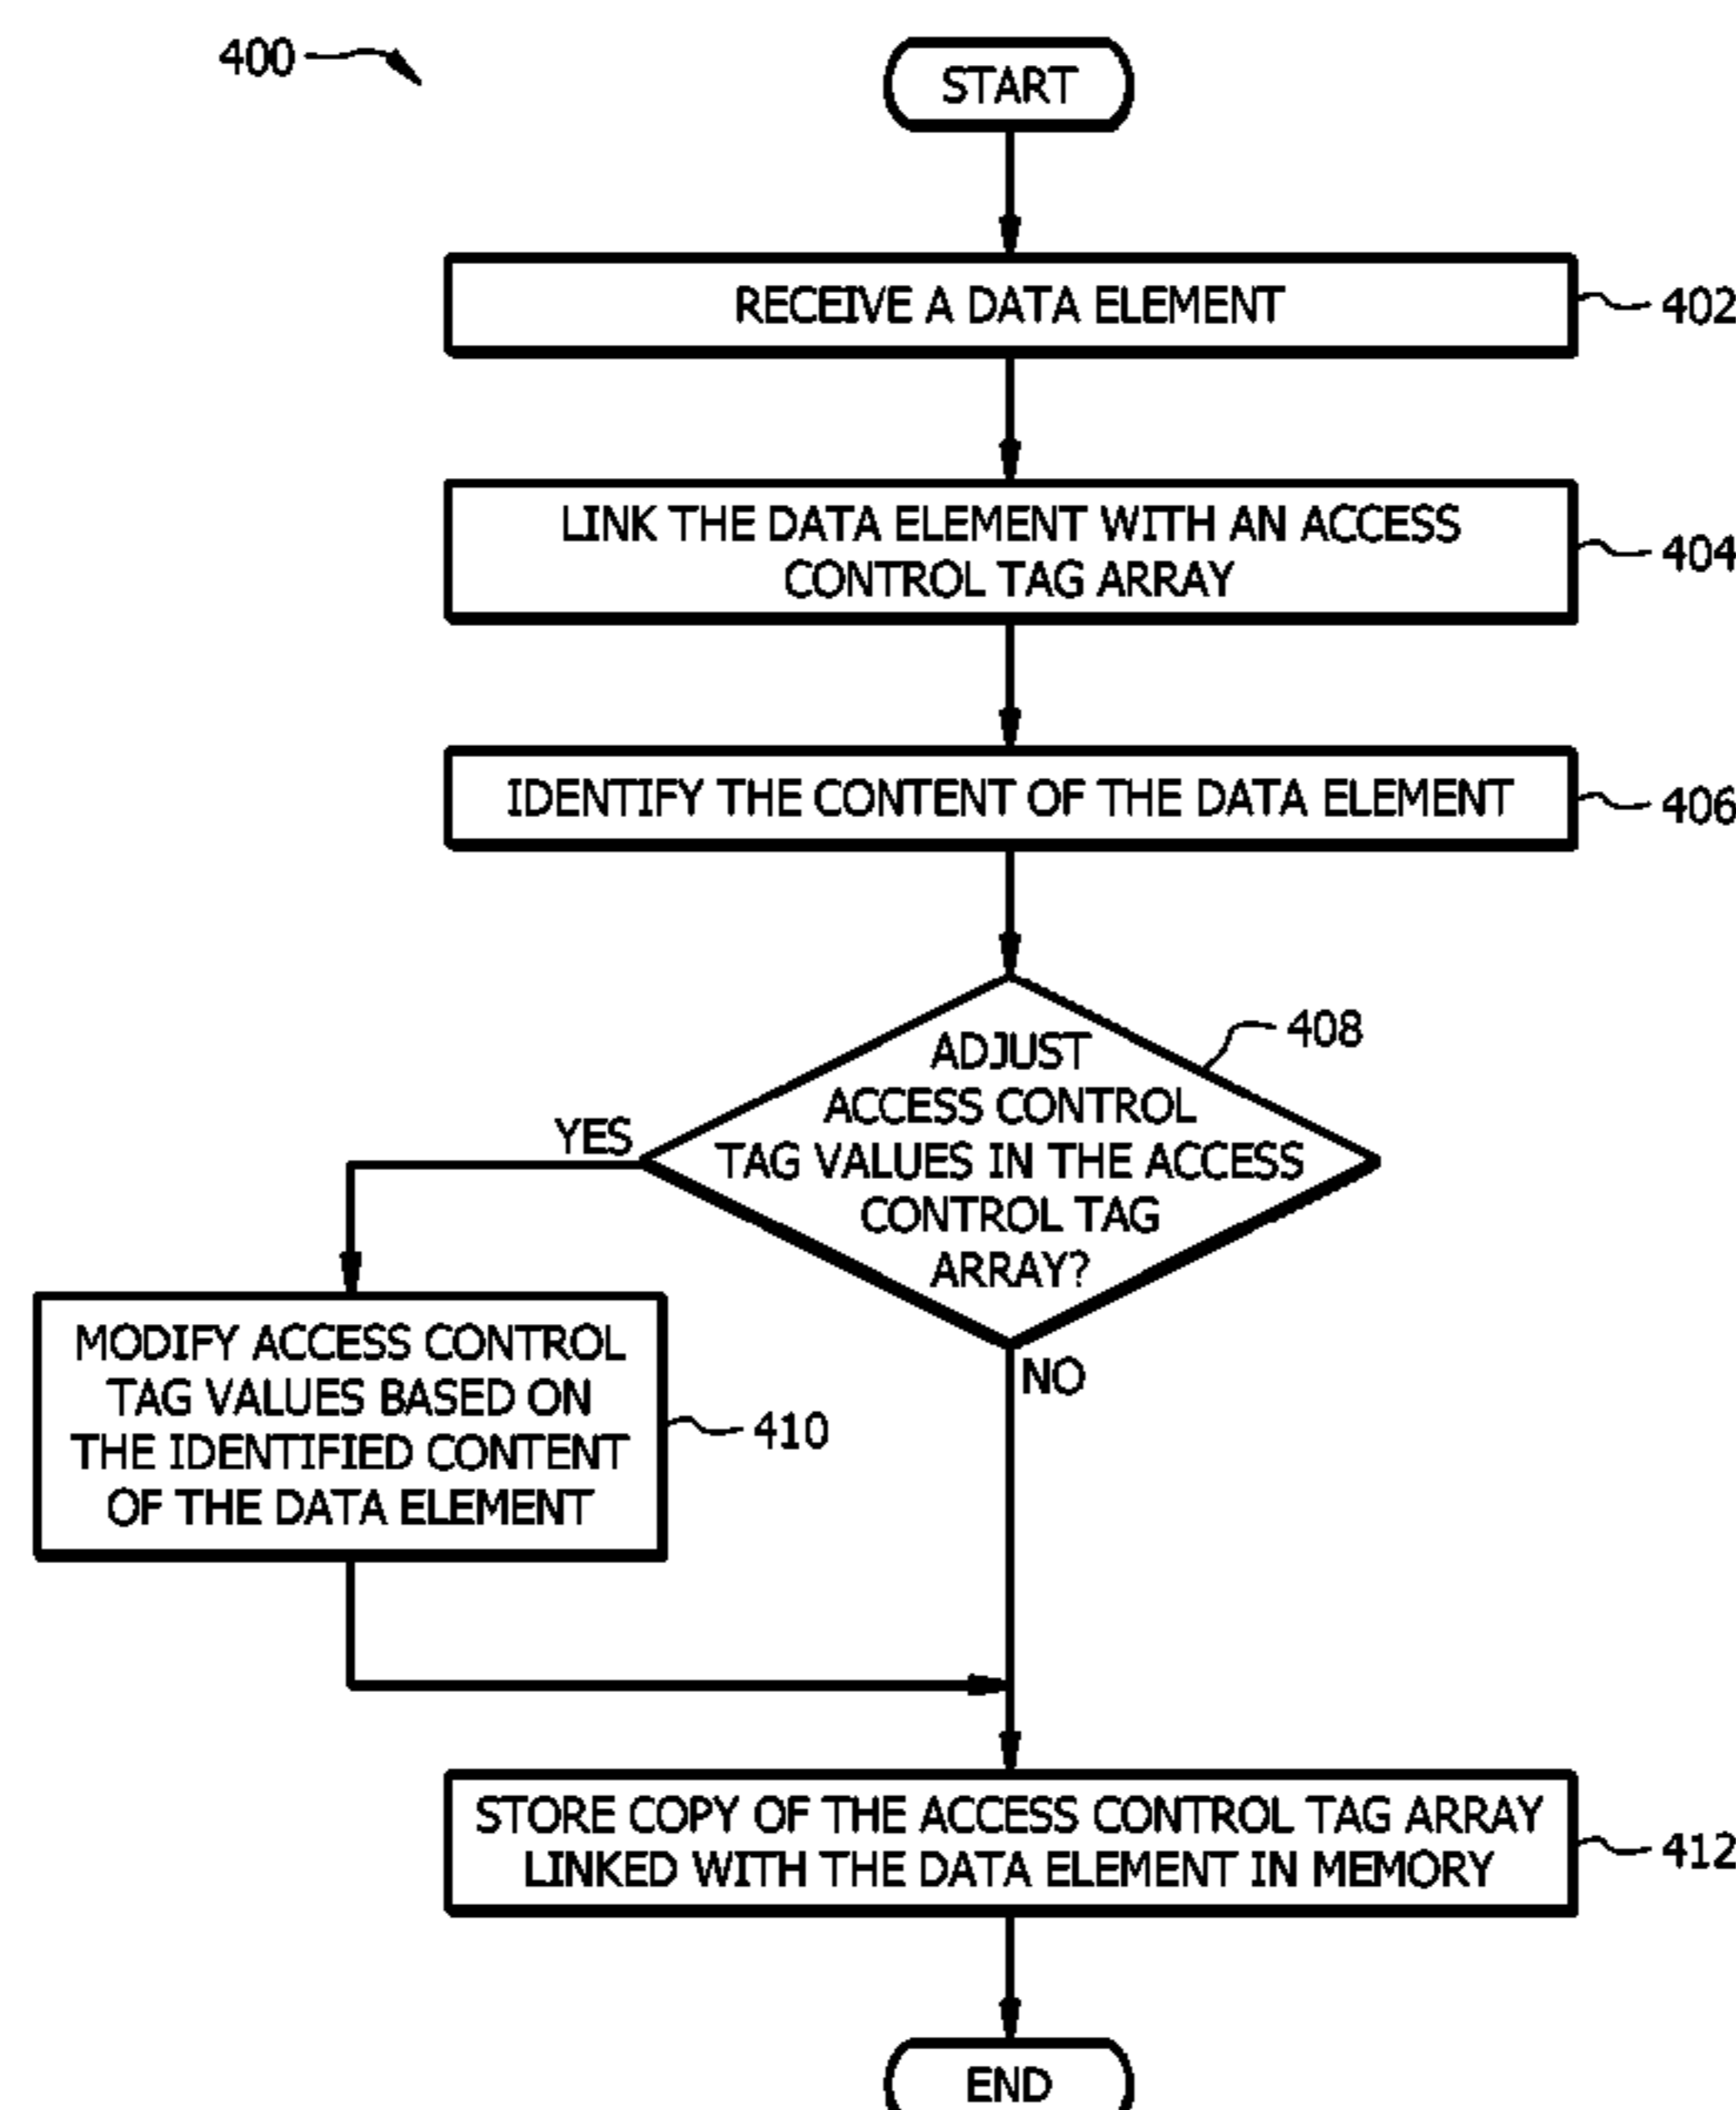 400
START
RECEIVE A DATA ELEMENT
402
LINK THE DATA ELEMENT WITH AN ACCESS
CONTROL TAG ARRAY
404
IDENTIFY THE CONTENT OF THE DATA ELEMENT
406
ADJUST
ACCESS CONTROL
TAG VALUES IN THE ACCESS
CONTROL TAG
ARRAY?
408
YES
NO
MODIFY ACCESS CONTROL
TAG VALUES BASED ON
THE IDENTIFIED CONTENT
OF THE DATA ELEMENT
410
STORE COPY OF THE ACCESS CONTROL TAG ARRAY
LINKED WITH THE DATA ELEMENT IN MEMORY
412
END